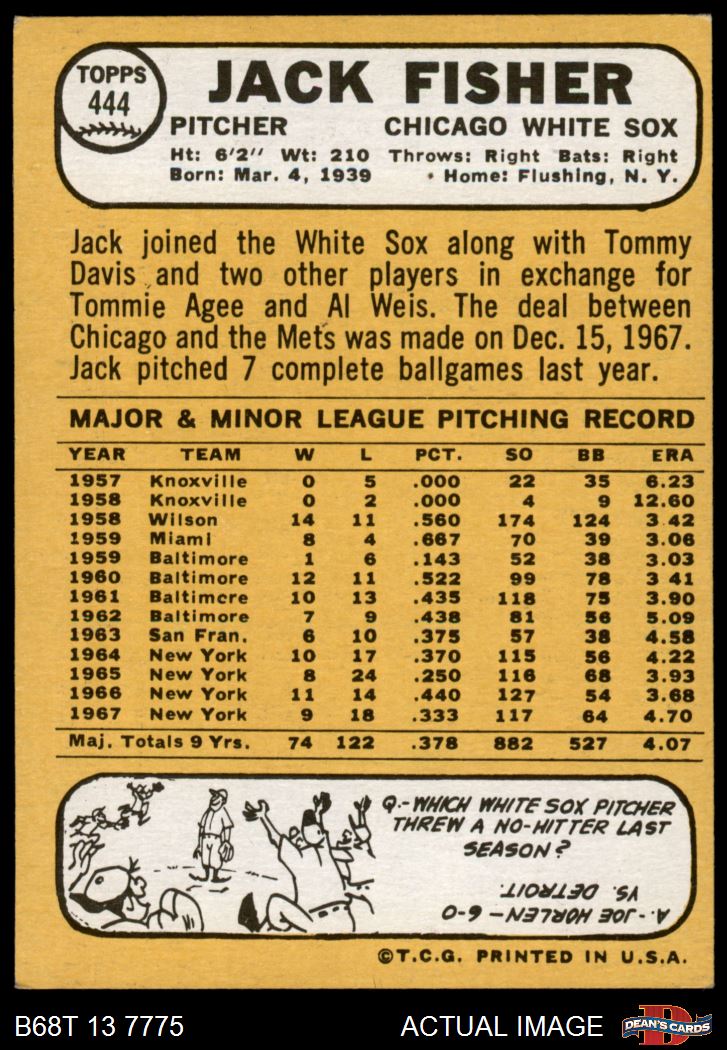 TOPPS
444
JACK FISHER
PITCHER CHICAGO WHITE SOX
Ht: 6'2" Wt: 210 Throws: Right Bats: Right
Born: Mar. 4, 1939 Home: Flushing, N. Y.
Jack joined the White Sox along with Tommy
Davis and two other players in exchange for
Tommie Agee and Al Weis. The deal between
Chicago and the Mets was made on Dec. 15, 1967.
Jack pitched 7 complete ballgames last year.
MAJOR & MINOR LEAGUE PITCHING RECORD
YEAR TEAM W L PCT. SO BB ERA
1957 Knoxville 0 5 .000 22 35 6.23
1958 Knoxville 0 2 .000 4 9 12.60
1958 Wilson 14 11 .560 174 124 3.42
1959 Miami 8 4 .667 70 39 3.06
1959 Baltimore 1 6 .143 52 38 3.03
1960 Baltimore 12 11 .522 99 78 3 41
1961 Baltimore 10 13 .435 118 75 3.90
1962 Baltimore 7 9 .438 81 56 5.09
1963 San Fran. 6 10 .375 57 38 4.58
1964 New York 10 17 .370 115 56 4.22
1965 New York 8 24 .250 116 68 3.93
1966 New York 11 14 .440 127 54 3.68
1967 New York 9 18 .333 117 64 4.70
Maj. Totals 9 Yrs. 74 122 .378 882 527 4.07
Q.-WHICH WHITE SOX PITCHER
THREW A NO-HITTER LAST
SEASON?
A.-JOE HORLEN-6-0
VS. DETROIT.
©T.C.G. PRINTED IN U.S.A.
B68T 13 7775 ACTUAL IMAGE D DEAN'S CARDS